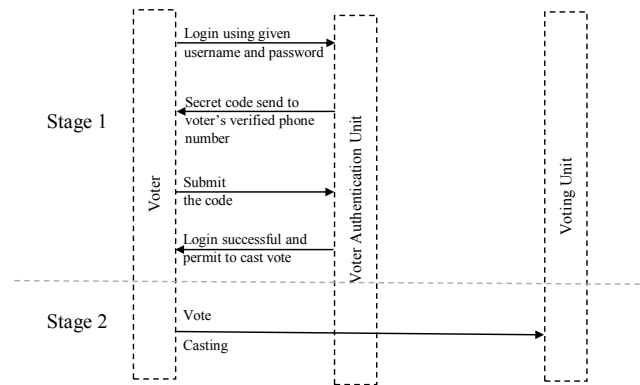 Login using given
username and password
Secret code send to
voter's verified phone
number
Stage 1
Submit
the code
Voter
Voter Authentication Unit
Voting Unit
Login successful and
permit to cast vote
Stage 2
Vote
Casting